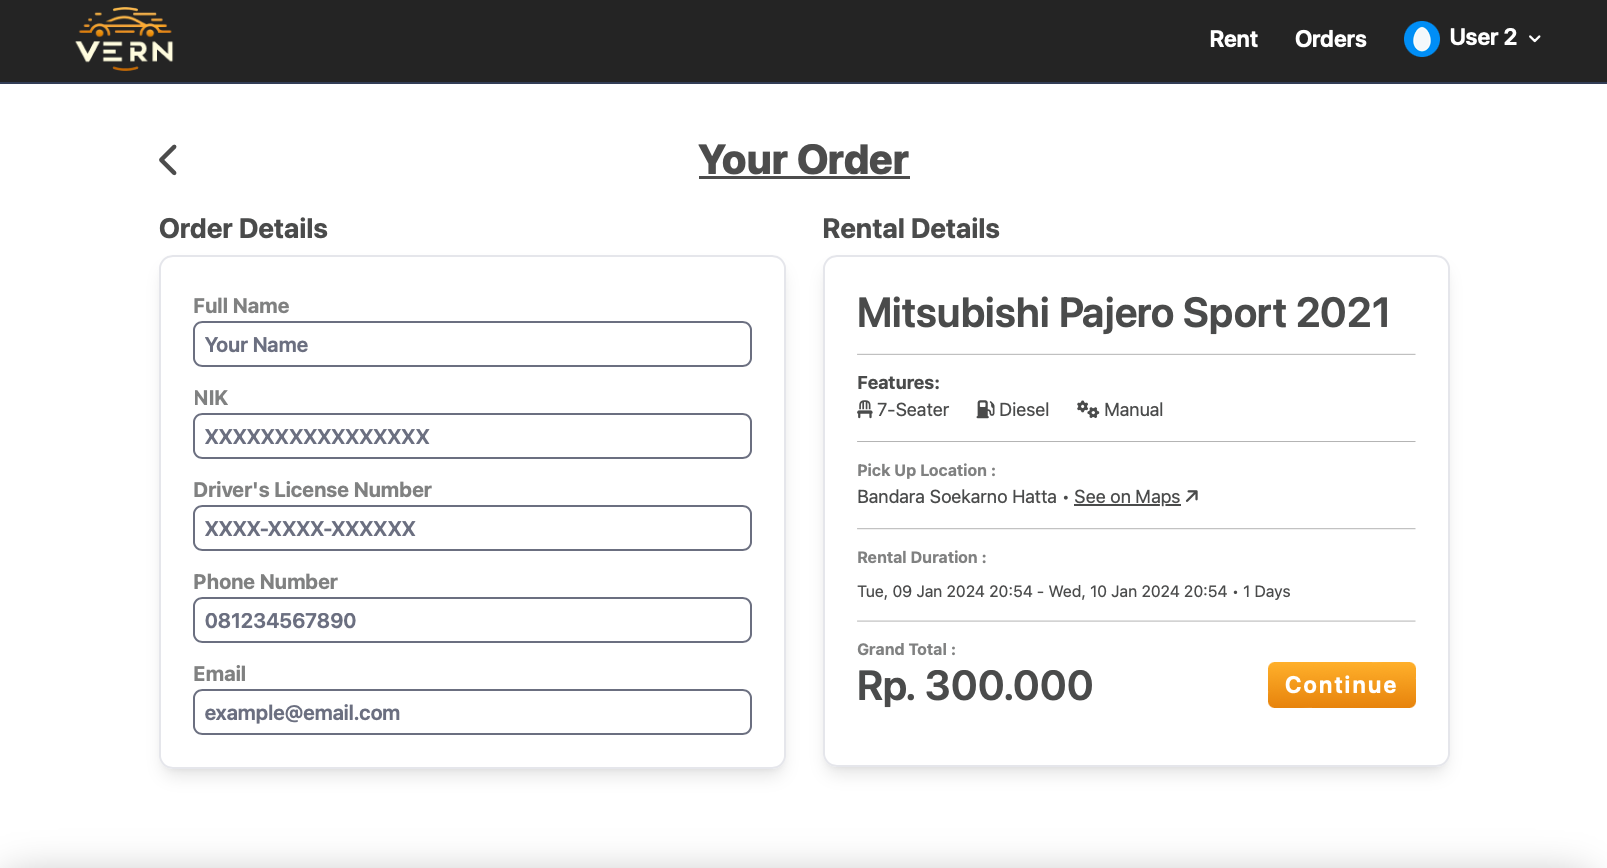 VERN
Rent
Orders
User 2
Your Order
Order Details
Full Name
Your Name
NIK
XXXXXXXXXXXXXXXX
Driver's License Number
XXXX-XXXX-XXXXXX
Phone Number
081234567890
Email
example@email.com
Rental Details
Mitsubishi Pajero Sport 2021
Features:
7-Seater Diesel Manual
Pick Up Location :
Bandara Soekarno Hatta • See on Maps
Rental Duration :
Tue, 09 Jan 2024 20:54 - Wed, 10 Jan 2024 20:54 • 1 Days
Grand Total :
Rp. 300.000
Continue